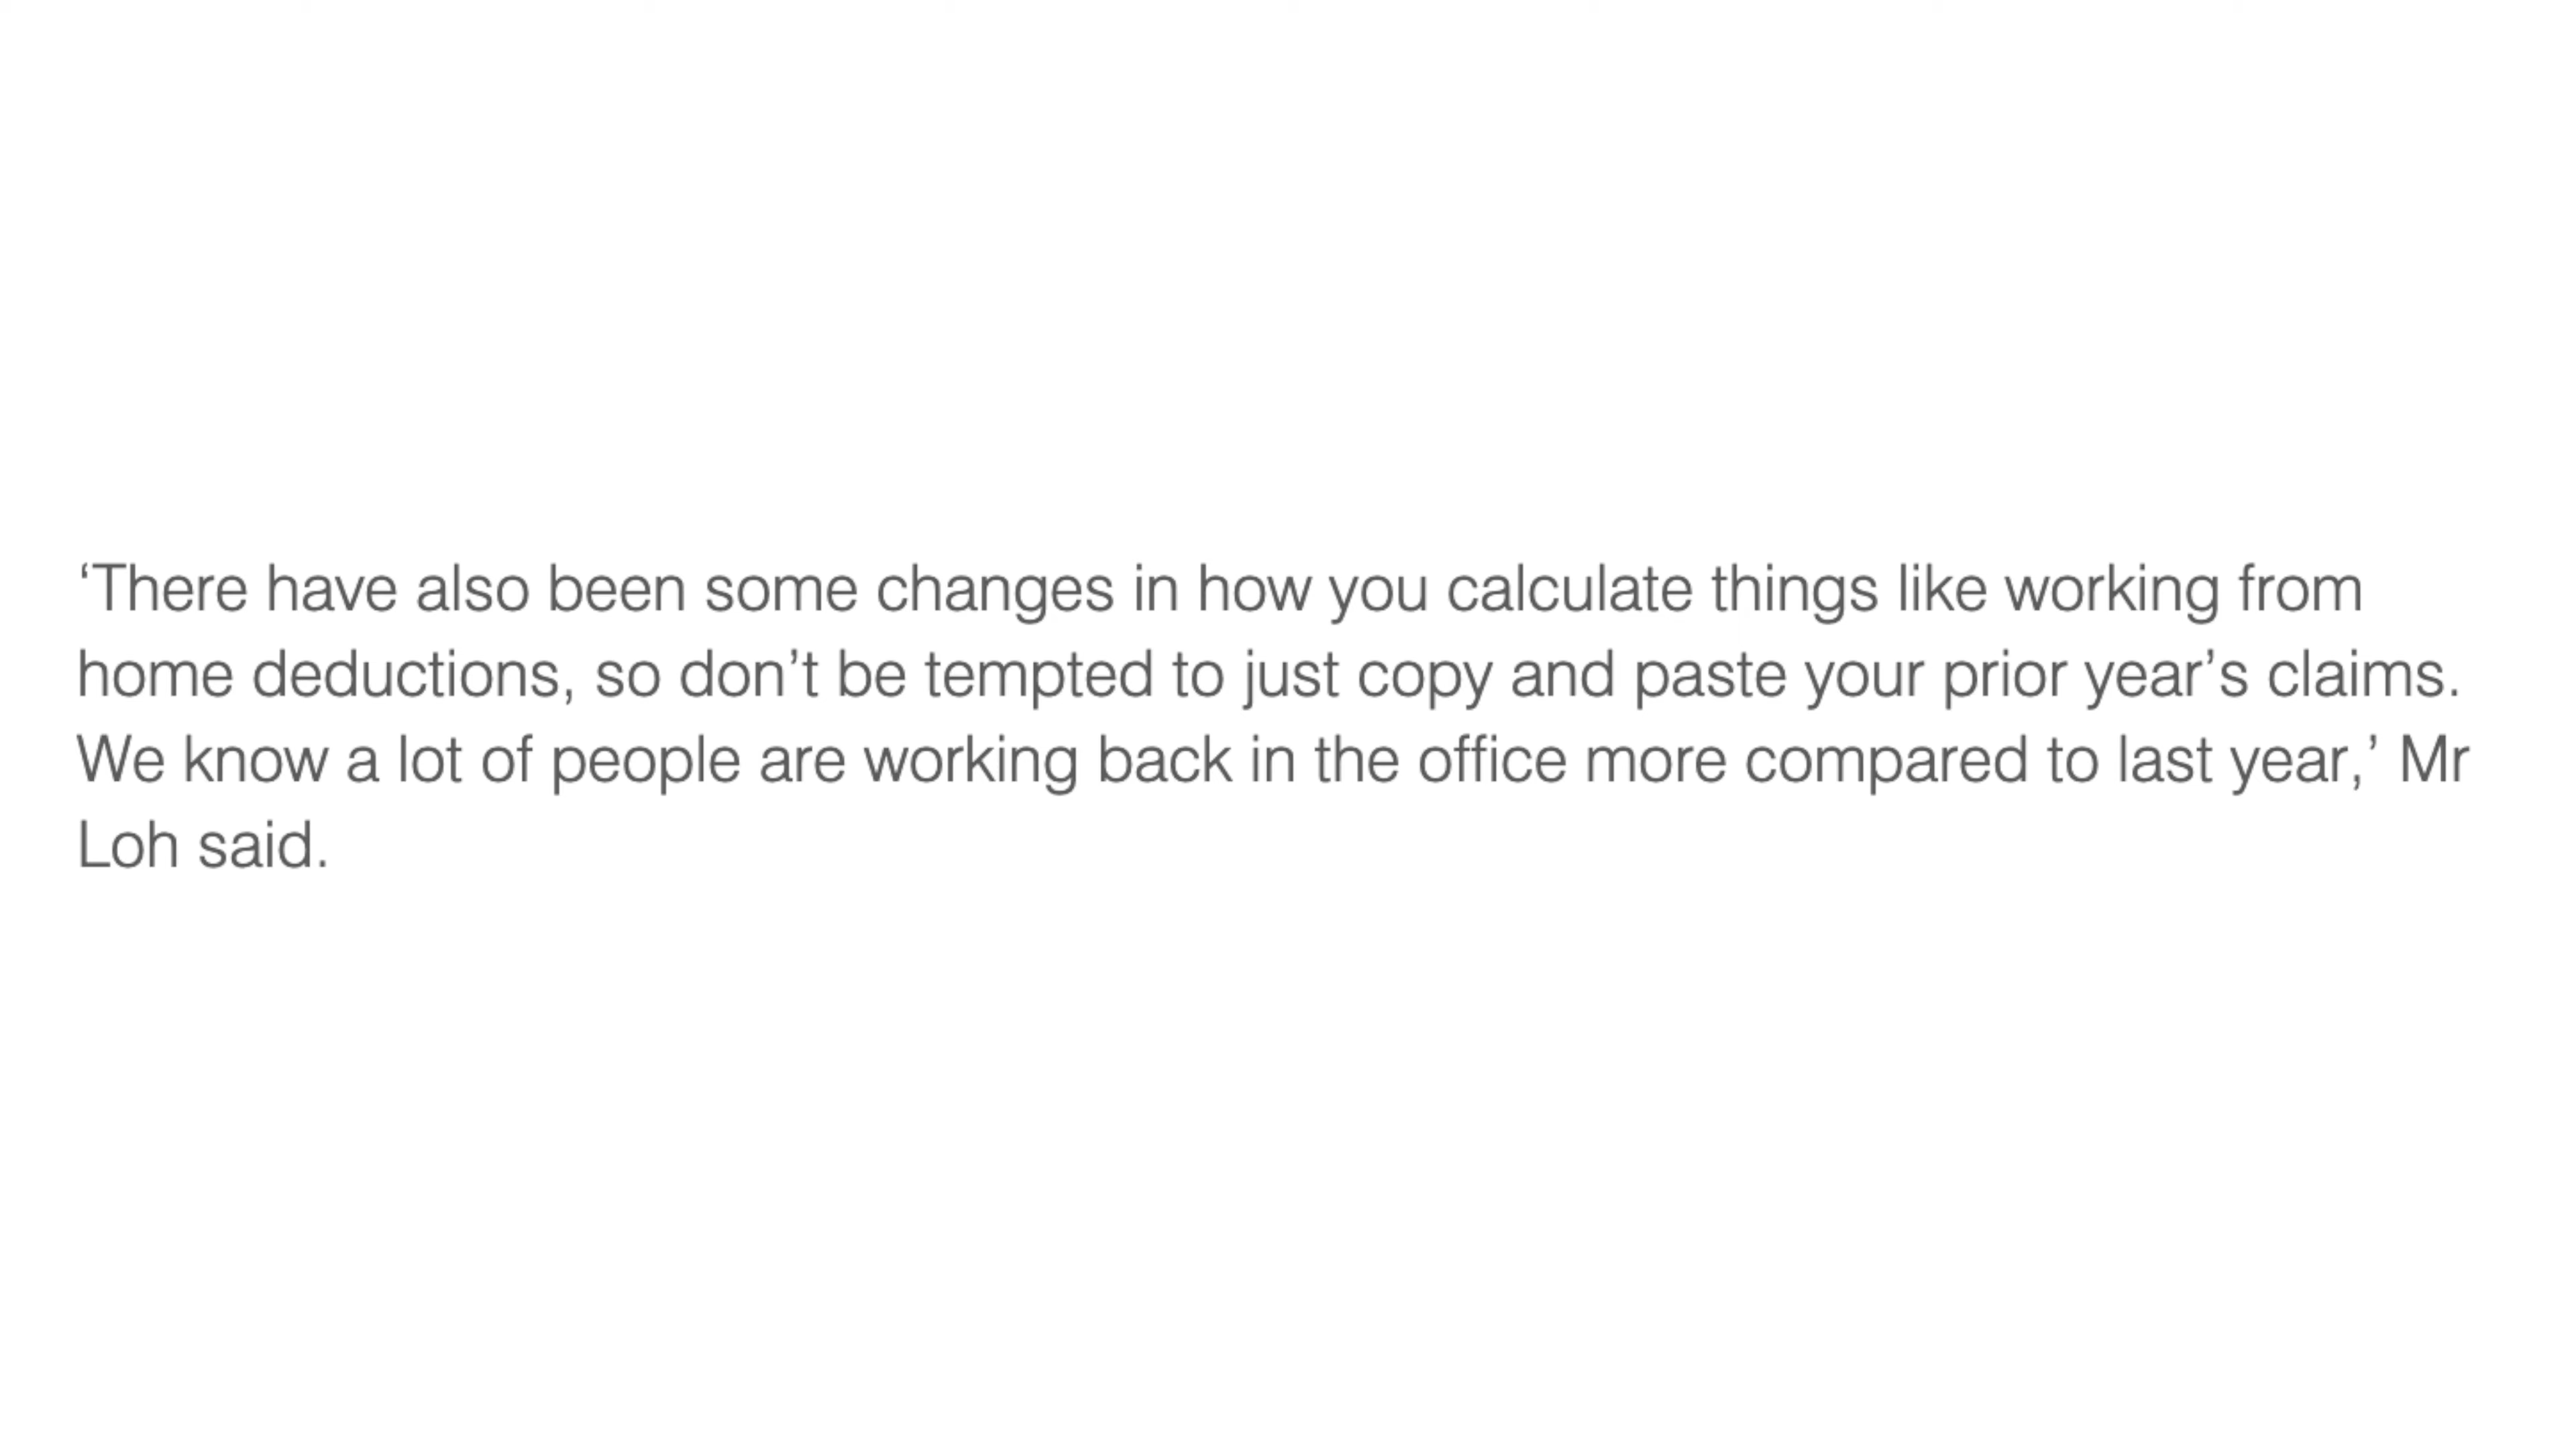 ‘There have also been some changes in how you calculate things like working from
home deductions, so don’t be tempted to just copy and paste your prior year’s claims.
We know a lot of people are working back in the office more compared to last year,’ Mr
Loh said.